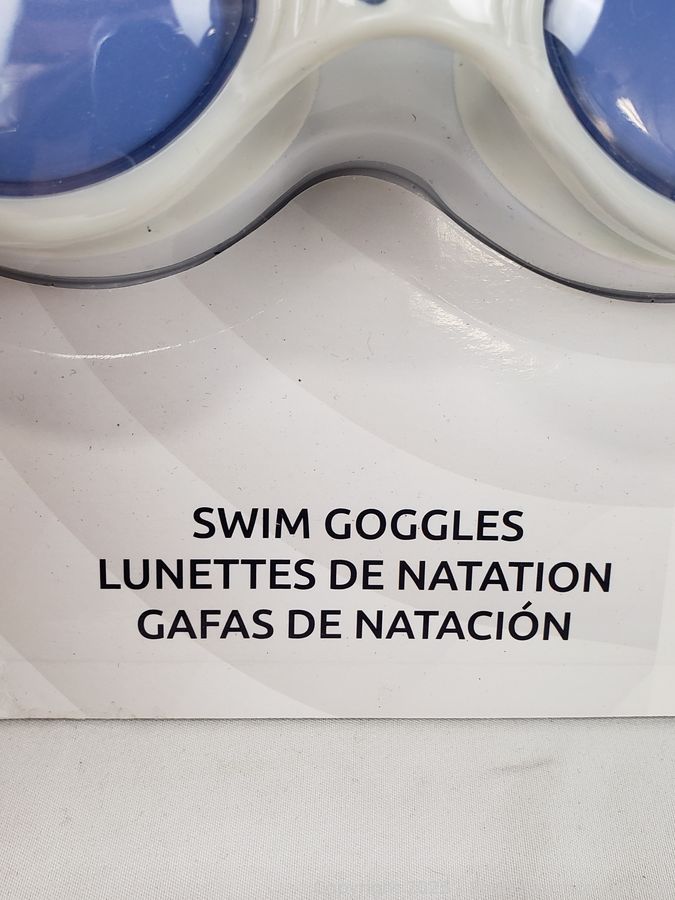 SWIM GOGGLES
LUNETTES DE NATATION
GAFAS DE NATACIÓN